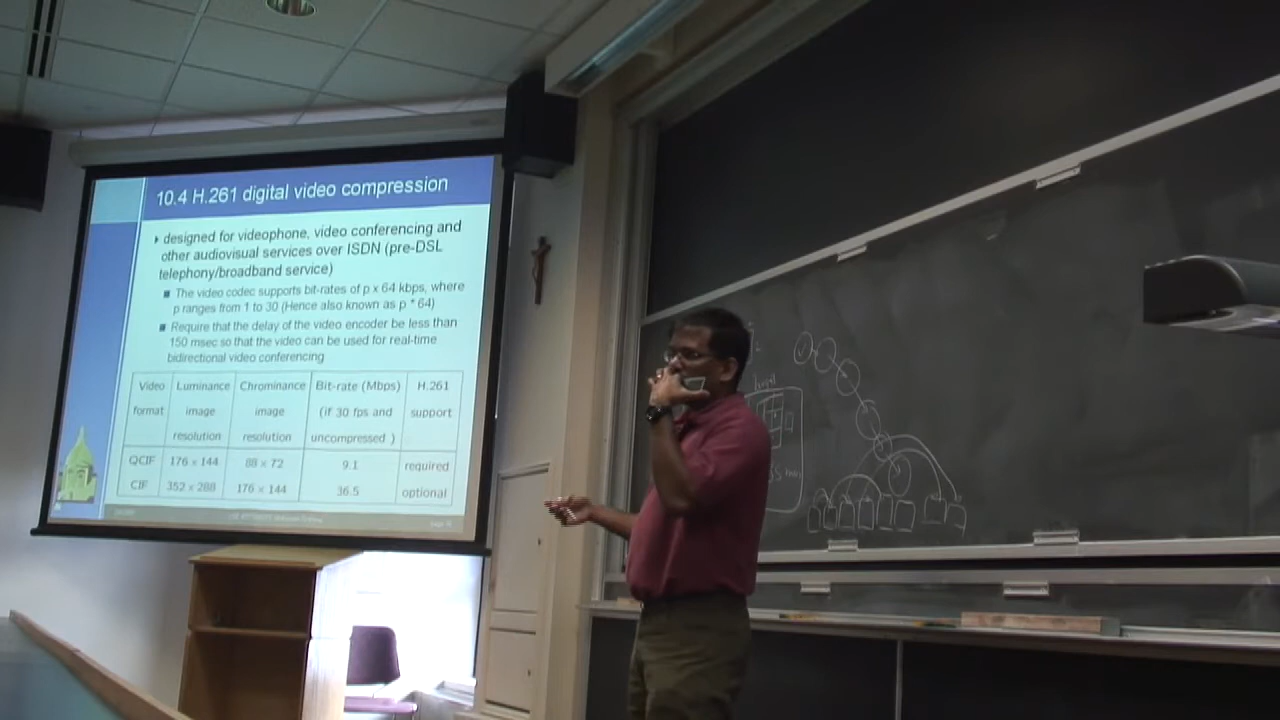 10.4 H.261 digital video compression
designed for videophone, video conferencing and
other audiovisual services over ISDN (pre-DSL
telephony/broadband service)
The video codec supports bit-rates of p x 64 kbps, where
p ranges from 1 to 30 (Hence also known as p * 64)
Require that the delay of the video encoder be less than
150 msec so that the video can be used for real-time
bidirectional video conferencing
Video Luminance Chrominance Bit-rate (Mbps) H.261
format image image (if 30 fps and support
resolution resolution uncompressed )
QCIF 176 x 144 88 x 72 9.1 required
CIF 352 x 288 176 x 144 36.5 optional